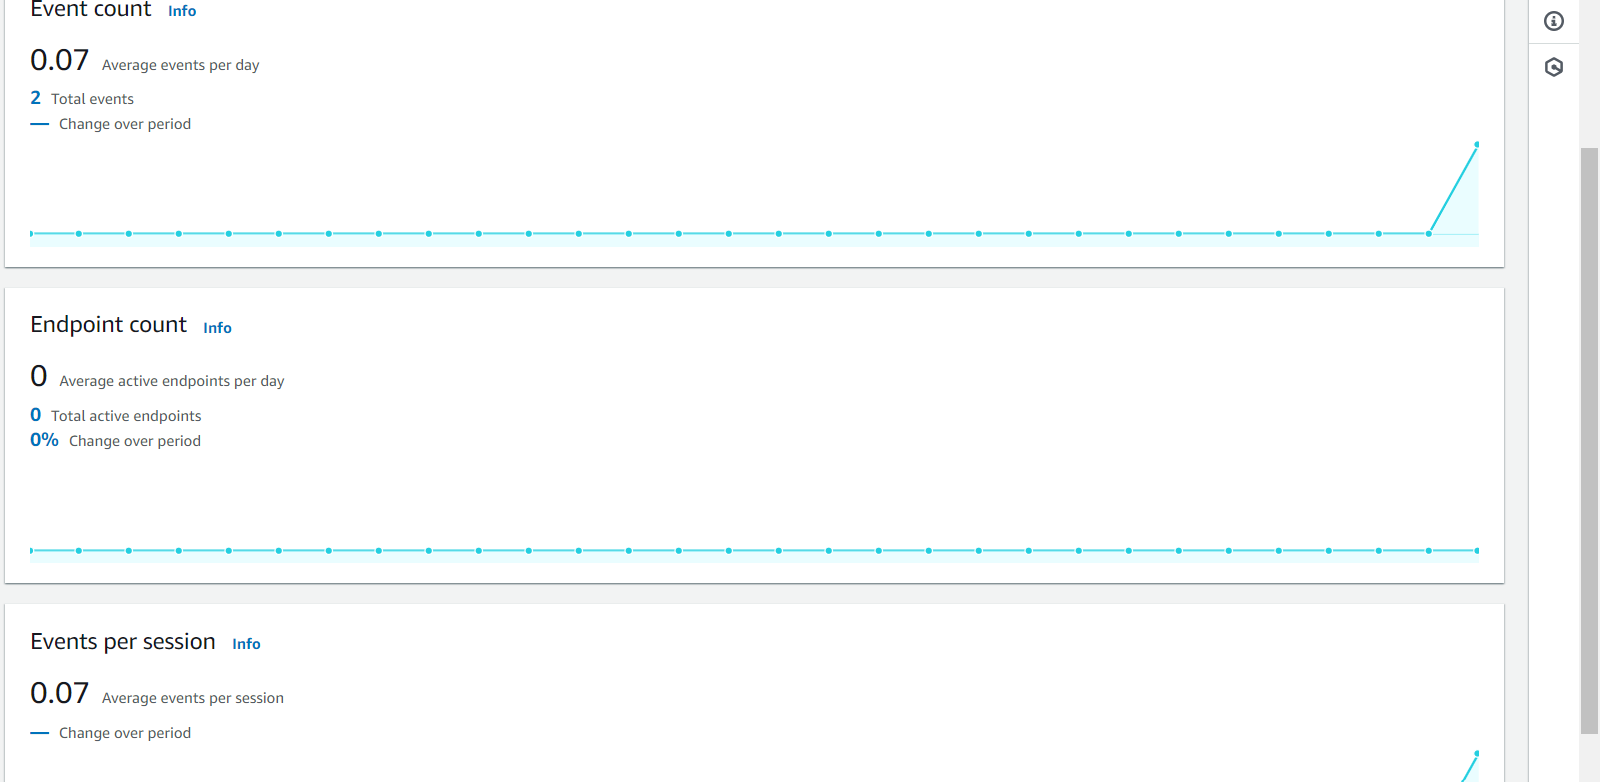 Event count Info
0.07 Average events per day
2 Total events
— Change over period
Endpoint count Info
0 Average active endpoints per day
0 Total active endpoints
0% Change over period
Events per session Info
0.07 Average events per session
— Change over period